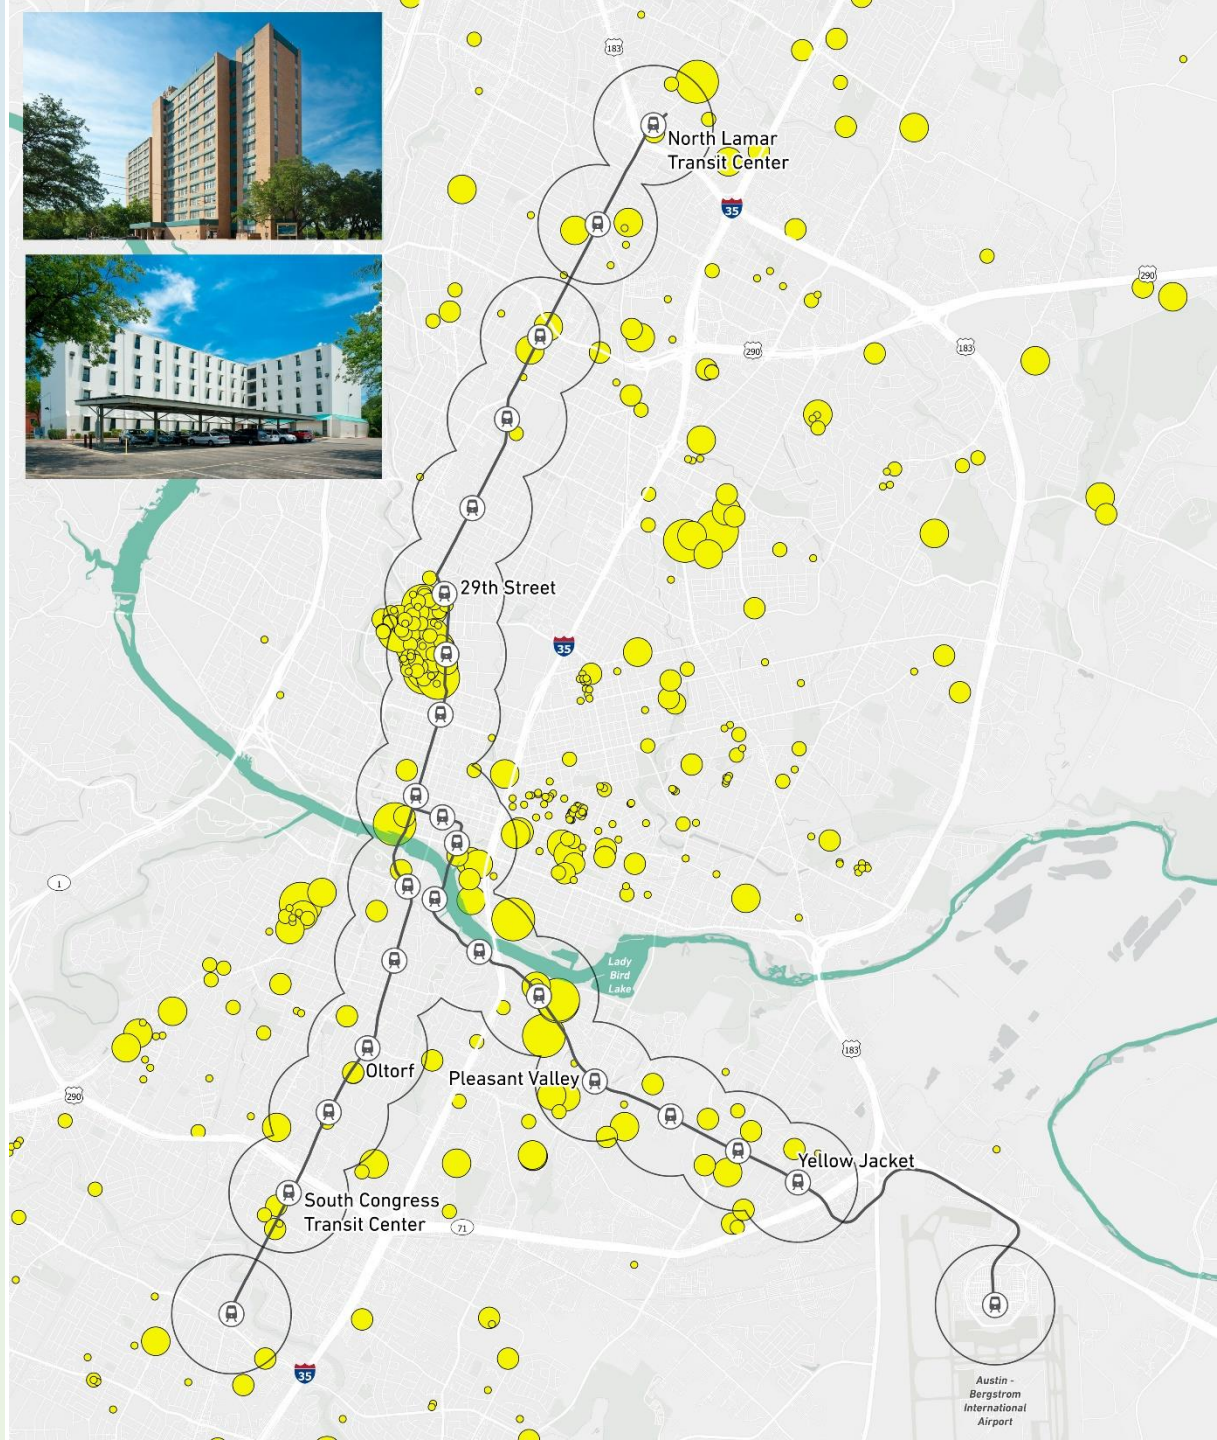 183
North Lamar
Transit Center
35
290
290
183
29th Street
35
1
Lady
Bird
Lake
183
Oltorf
Pleasant Valley
290
Yellow Jacket
South Congress
Transit Center
71
35
Austin -
Bergstrom
International
Airport